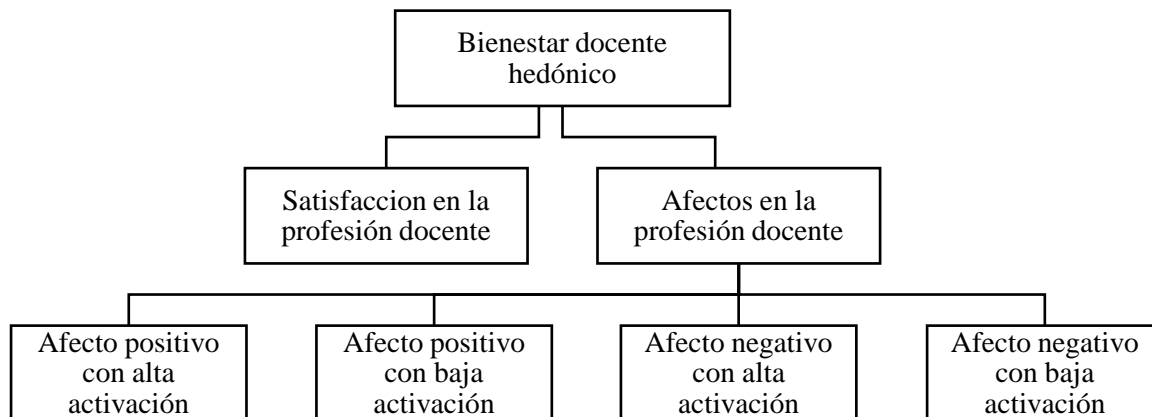 Bienestar docente
hedónico
Satisfaccion en la
profesión docente
Afectos en la
profesión docente
Afecto positivo
con alta
activación
Afecto positivo
con baja
activación
Afecto negativo
con alta
activación
Afecto negativo
con baja
activación